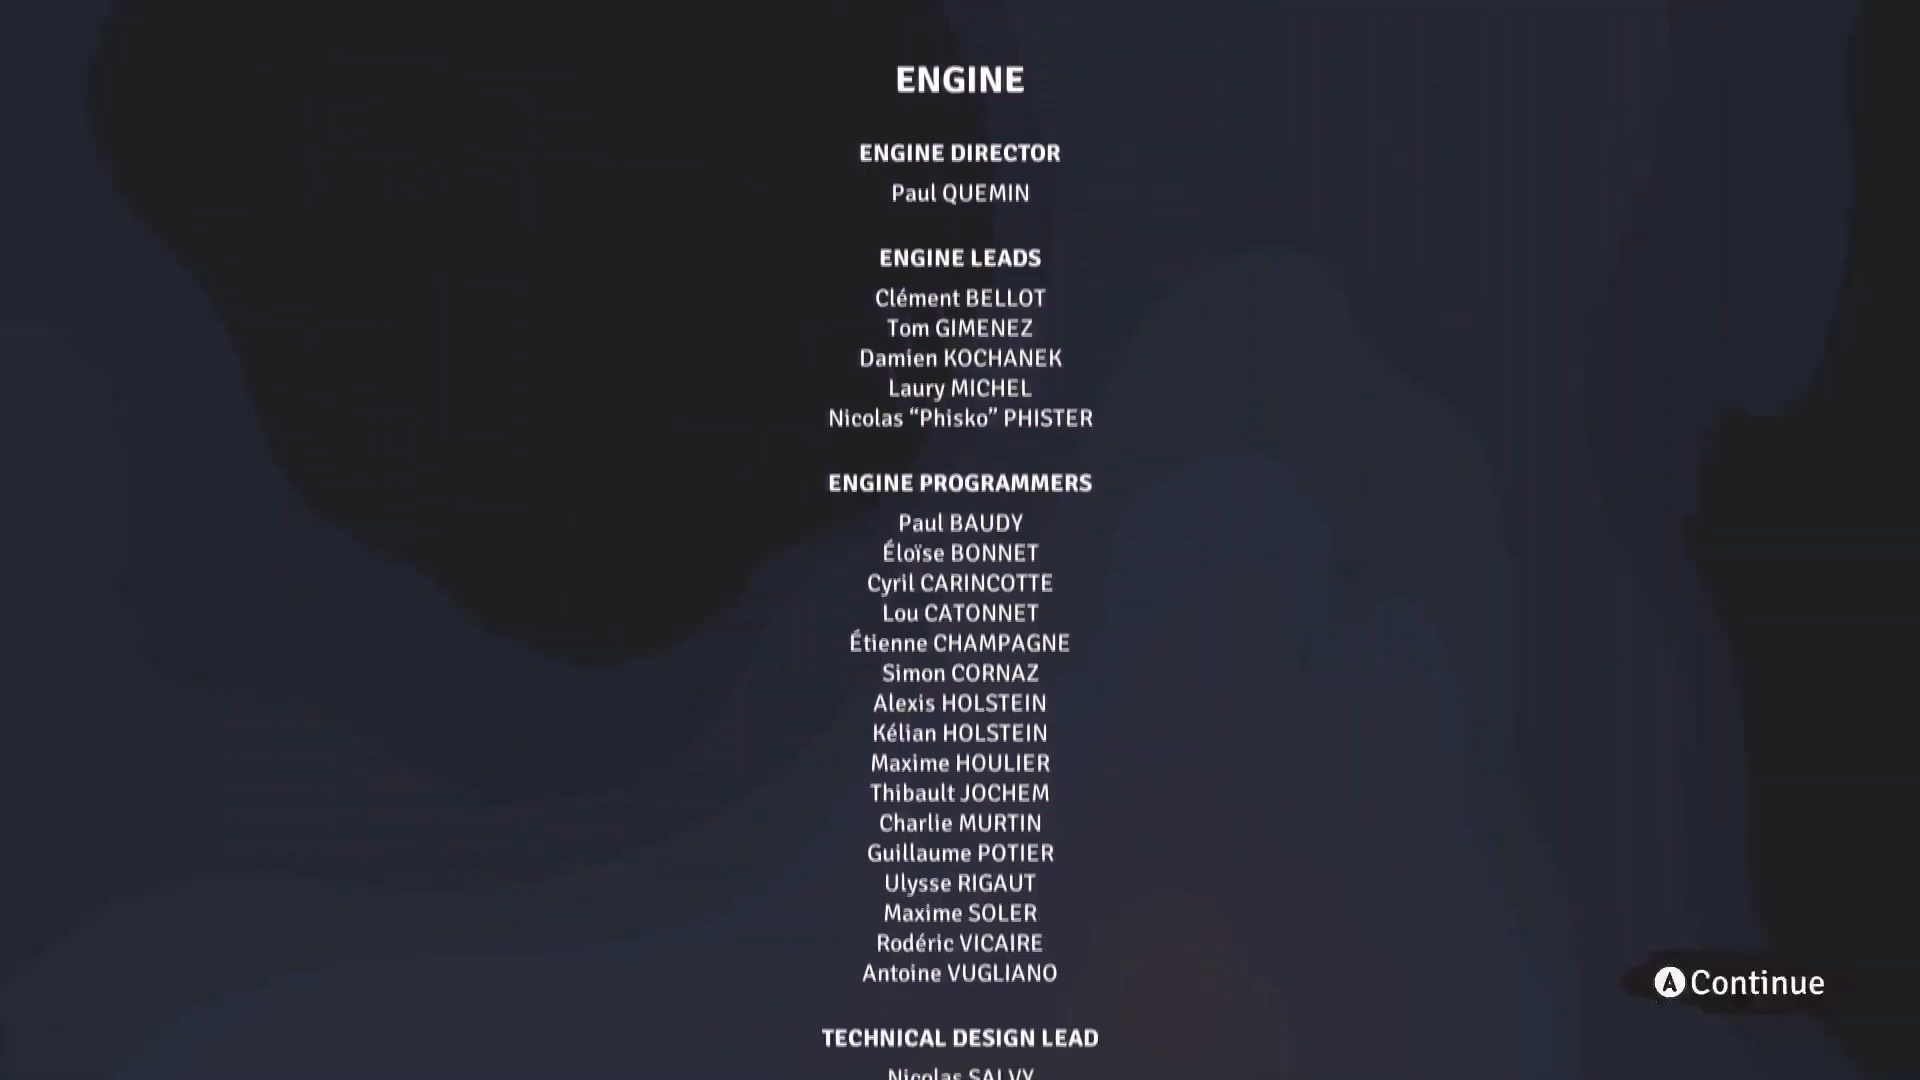 ENGINE
ENGINE DIRECTOR
Paul QUEMIN
ENGINE LEADS
Clément BELLOT
Tom GIMENEZ
Damien KOCHANEK
Laury MICHEL
Nicolas “Phisko” PHISTER
ENGINE PROGRAMMERS
Paul BAUDY
Éloïse BONNET
Cyril CARINCOTTE
Lou CATONNET
Étienne CHAMPAGNE
Simon CORNAZ
Alexis HOLSTEIN
Kélian HOLSTEIN
Maxime HOULIER
Thibault JOCHEM
Charlie MURTIN
Guillaume POTIER
Ulysse RIGAUT
Maxime SOLER
Rodéric VICAIRE
Antoine VUGLIANO
A Continue
TECHNICAL DESIGN LEAD
Nicolas SALVY